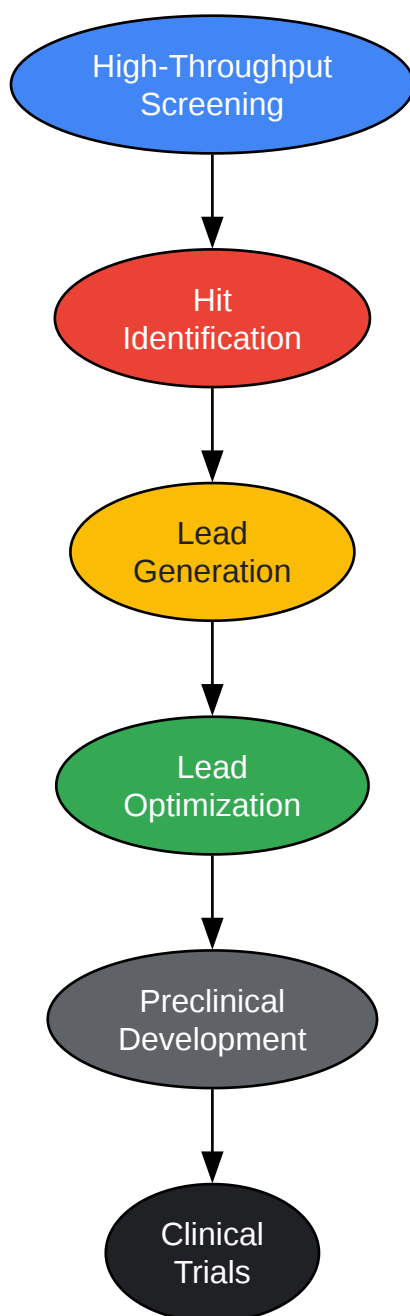 High-Throughput
Screening
Hit
Identification
Lead
Generation
Lead
Optimization
Preclinical
Development
Clinical
Trials